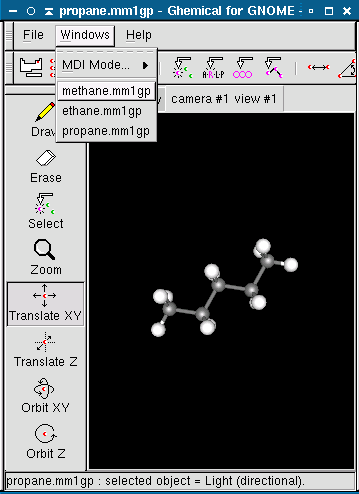 propane.mm1gp - Ghemical for GNOME -
File Windows Help
MDI Mode...
A-R-L-P
methane.mm1gp
ethane.mm1gp
propane.mm1gp
camera #1 view #1
Draw
Erase
Select
Zoom
Translate XY
Translate Z
Orbit XY
Orbit Z
propane.mm1gp : selected object = Light (directional).